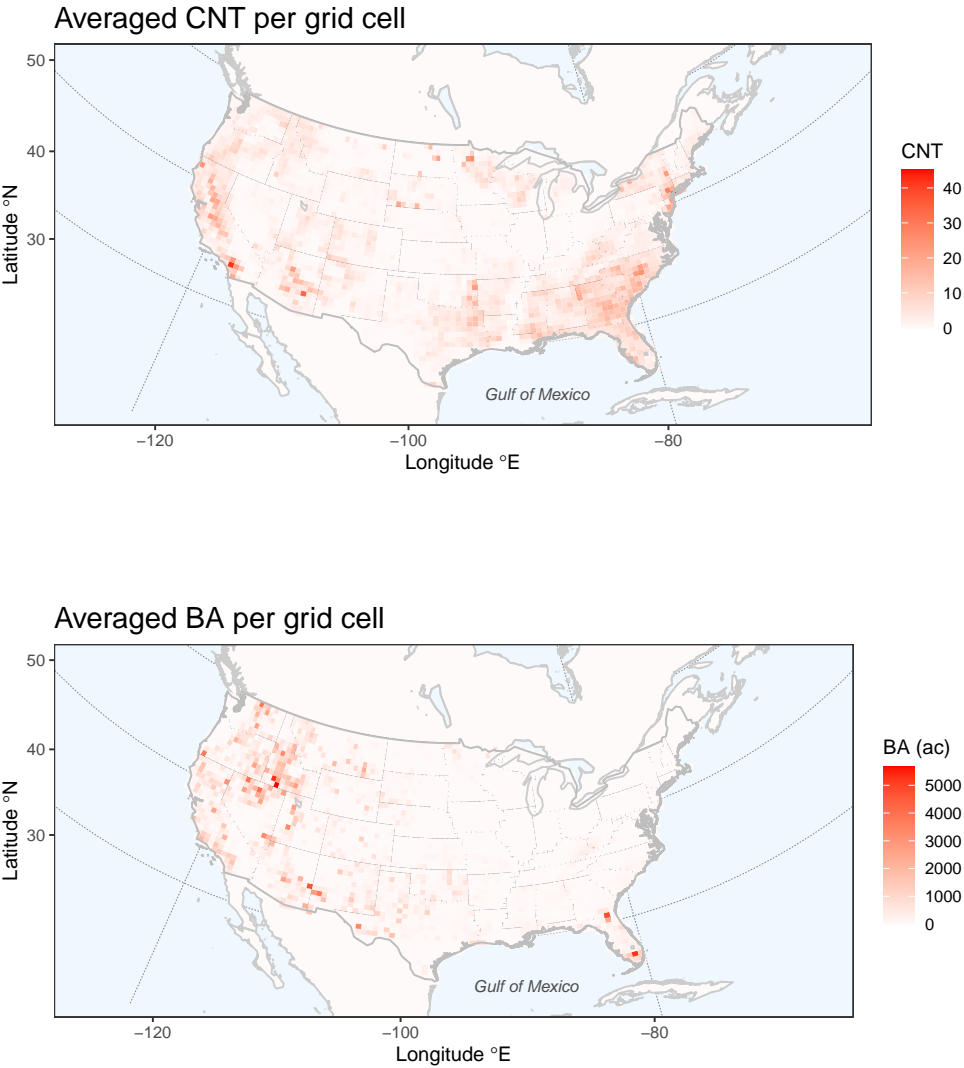 Averaged CNT per grid cell
50
40
30
Latitude °N
Gulf of Mexico
−120
−100
−80
Longitude °E
CNT
40
30
20
10
0
Averaged BA per grid cell
50
40
30
Latitude °N
Gulf of Mexico
−120
−100
−80
Longitude °E
BA (ac)
5000
4000
3000
2000
1000
0